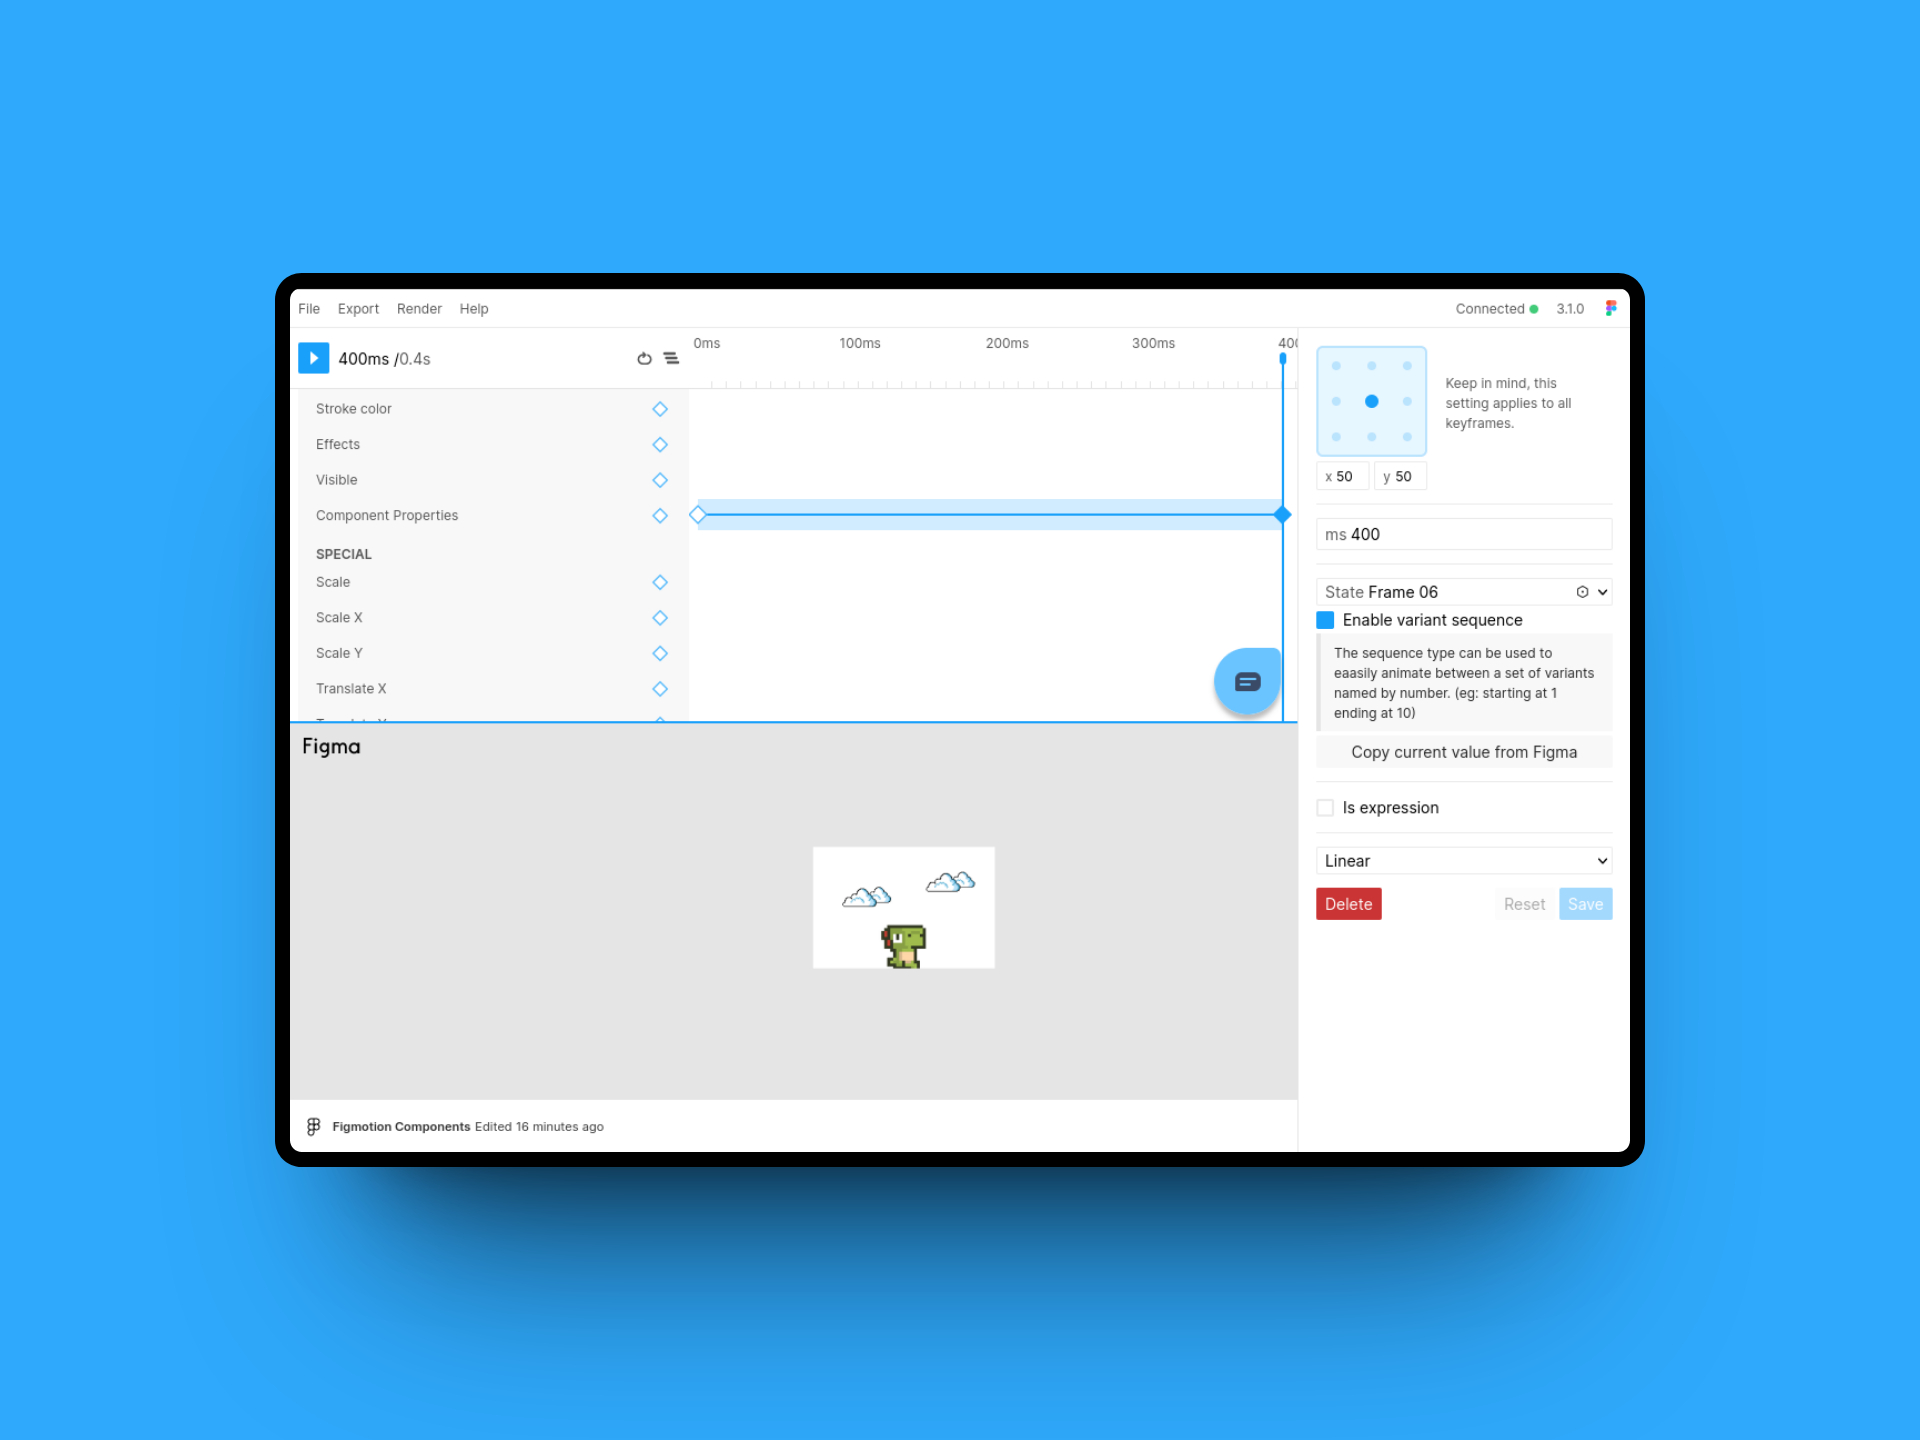 File Export Render Help Connected 3.1.0
400ms /0.4s
0ms 100ms 200ms 300ms 400
Stroke color
Effects
Visible
Component Properties
SPECIAL
Scale
Scale X
Scale Y
Translate X
Figma
Figmotion Components Edited 16 minutes ago
Keep in mind, this
setting applies to all
keyframes.
x 50 y 50
ms 400
State Frame 06
Enable variant sequence
The sequence type can be used to
eaasily animate between a set of variants
named by number. (eg: starting at 1
ending at 10)
Copy current value from Figma
Is expression
Linear
Delete Reset Save